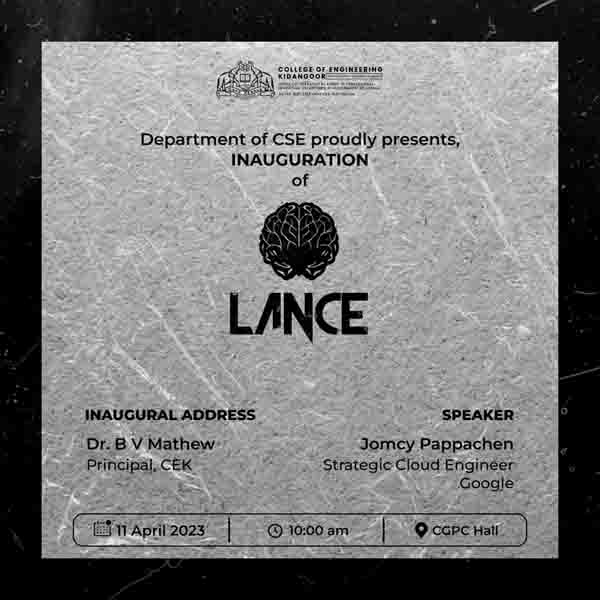 COLLEGE OF ENGINEERING
KIDANGOOR
Department of CSE proudly presents,
INAUGURATION
of
LANCE
INAUGURAL ADDRESS
SPEAKER
Dr. B V Mathew
Jomcy Pappachen
Principal, CEK
Strategic Cloud Engineer
Google
11 April 2023
10:00 am
CGPC Hall